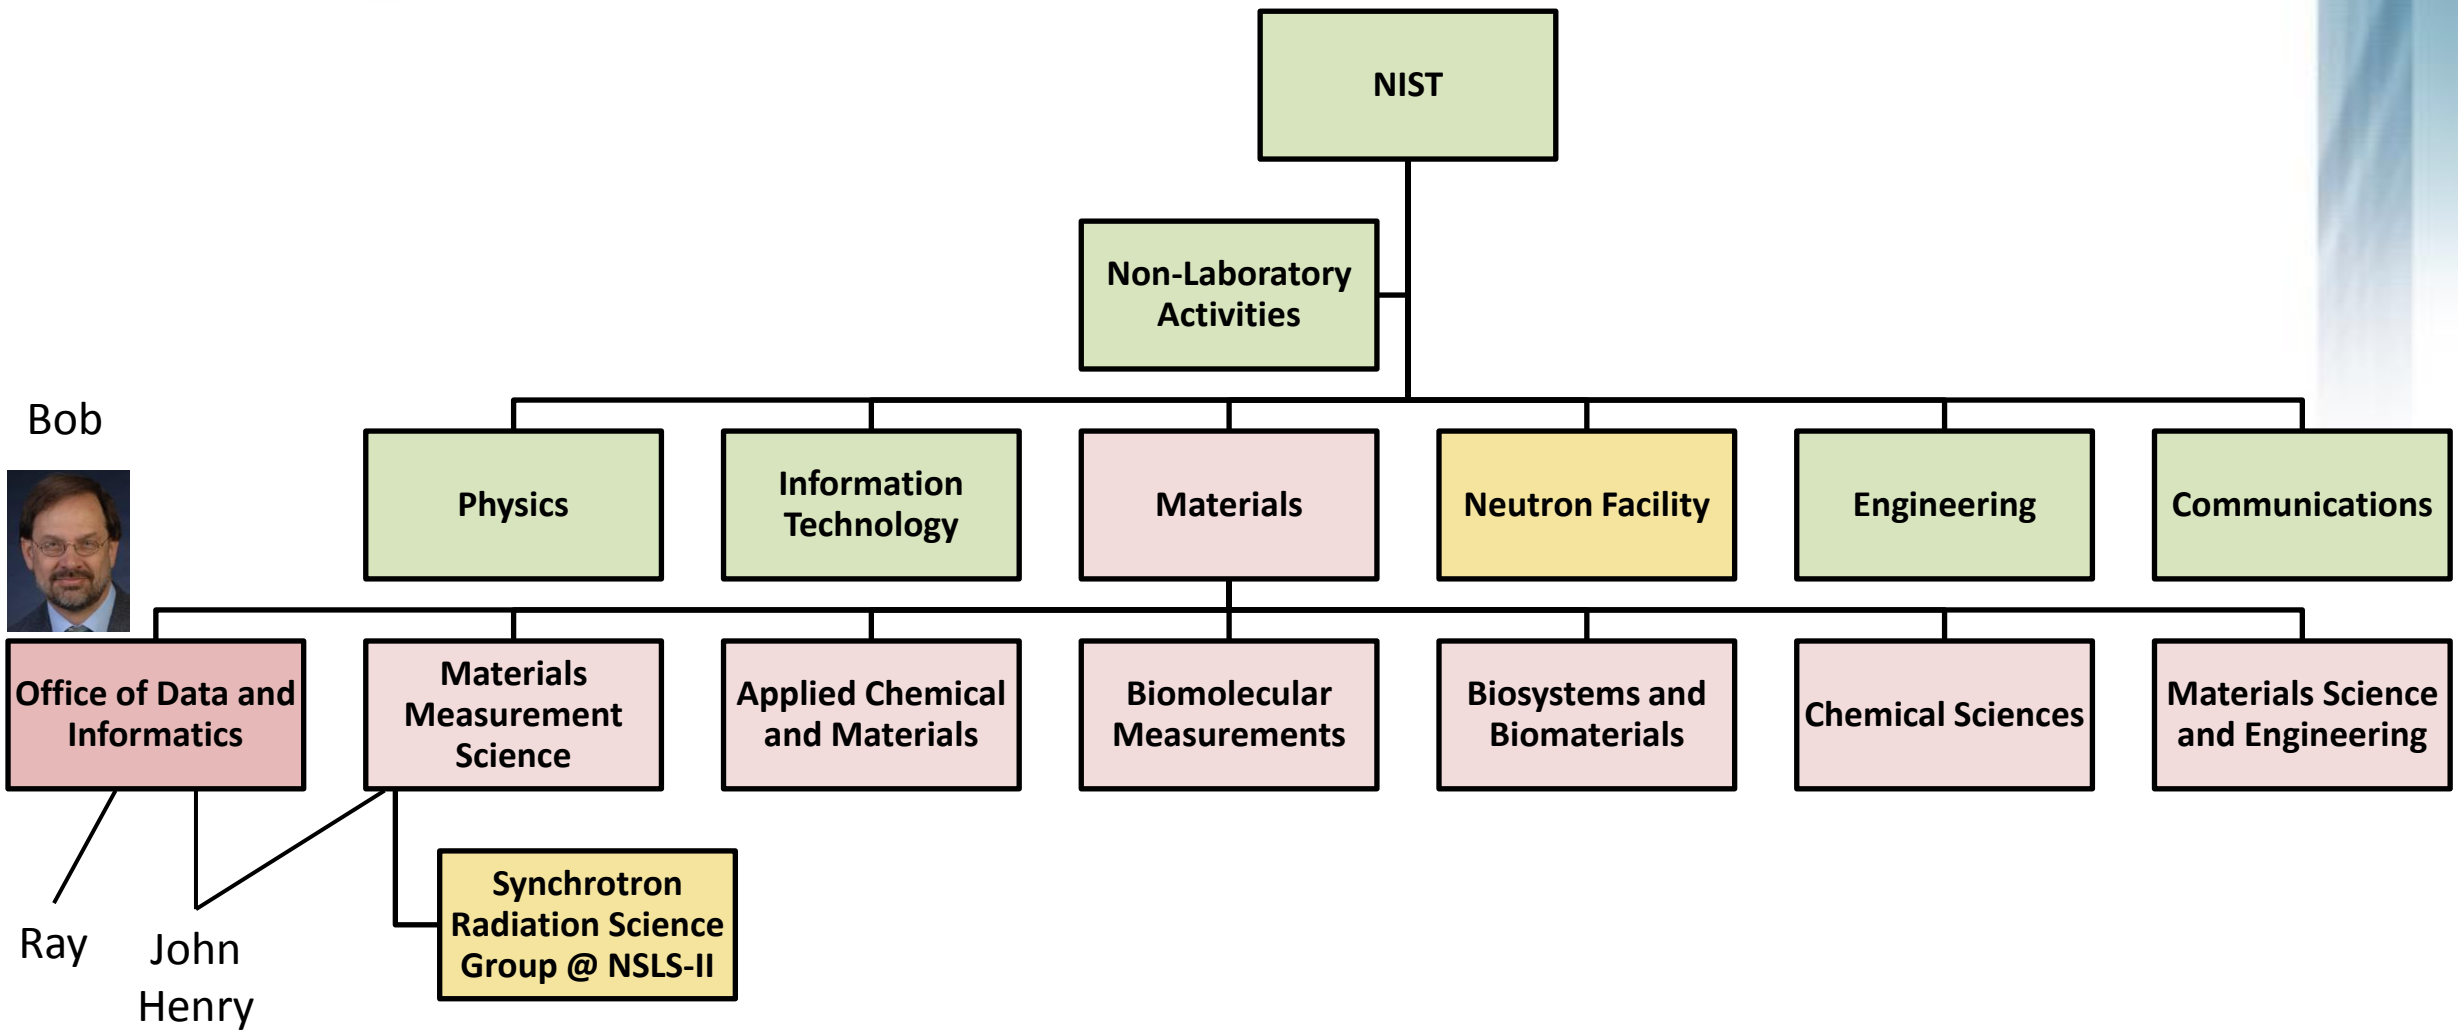 NIST
Non-Laboratory
Activities
Bob
Physics
Information
Technology
Materials
Neutron Facility
Engineering
Communications
Office of Data and
Informatics
Materials
Measurement
Science
Applied Chemical
and Materials
Biomolecular
Measurements
Biosystems and
Biomaterials
Chemical Sciences
Materials Science
and Engineering
Ray
John
Henry
Synchrotron
Radiation Science
Group @ NSLS-II